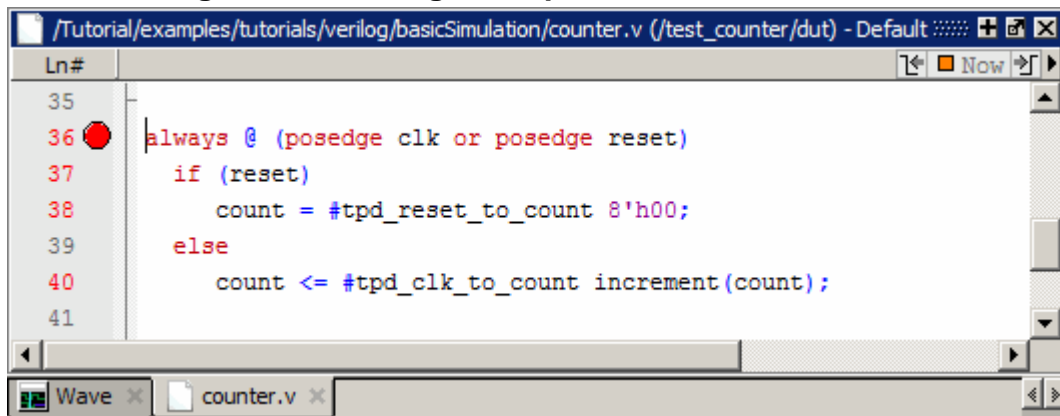 /Tutorial/examples/tutorials/verilog/basicSimulation/counter.v (/test_counter/dut) - Default
Ln#
Now
35
36 always @ (posedge clk or posedge reset)
37 if (reset)
38 count = #tpd_reset_to_count 8'h00;
39 else
40 count <= #tpd_clk_to_count increment(count);
41
Wave counter.v